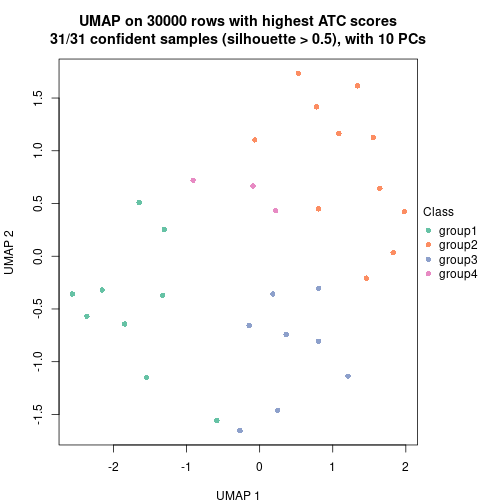 UMAP on 30000 rows with highest ATC scores
31/31 confident samples (silhouette > 0.5), with 10 PCs
1.5
1.0
0.5
0.0
-0.5
-1.0
-1.5
UMAP 2
-2
-1
0
1
2
UMAP 1
Class
group1
group2
group3
group4